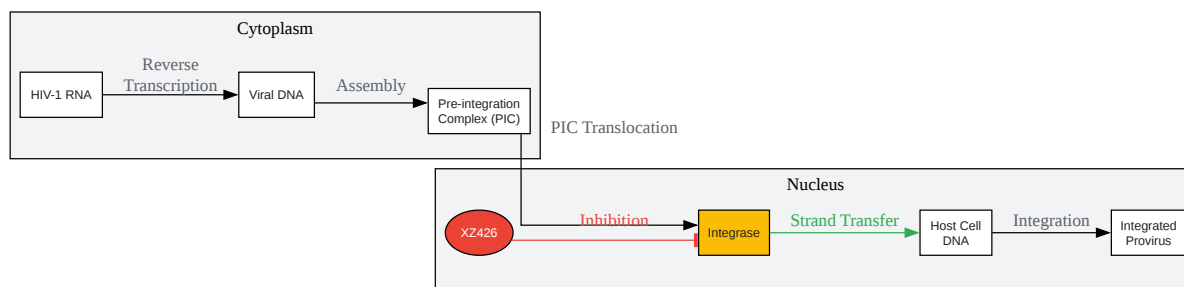 Cytoplasm
HIV-1 RNA
Reverse
Transcription
Viral DNA
Assembly
Pre-integration
Complex (PIC)
PIC Translocation
Nucleus
XZ426
Inhibition
Integrase
Strand Transfer
Host Cell
DNA
Integration
Integrated
Provirus